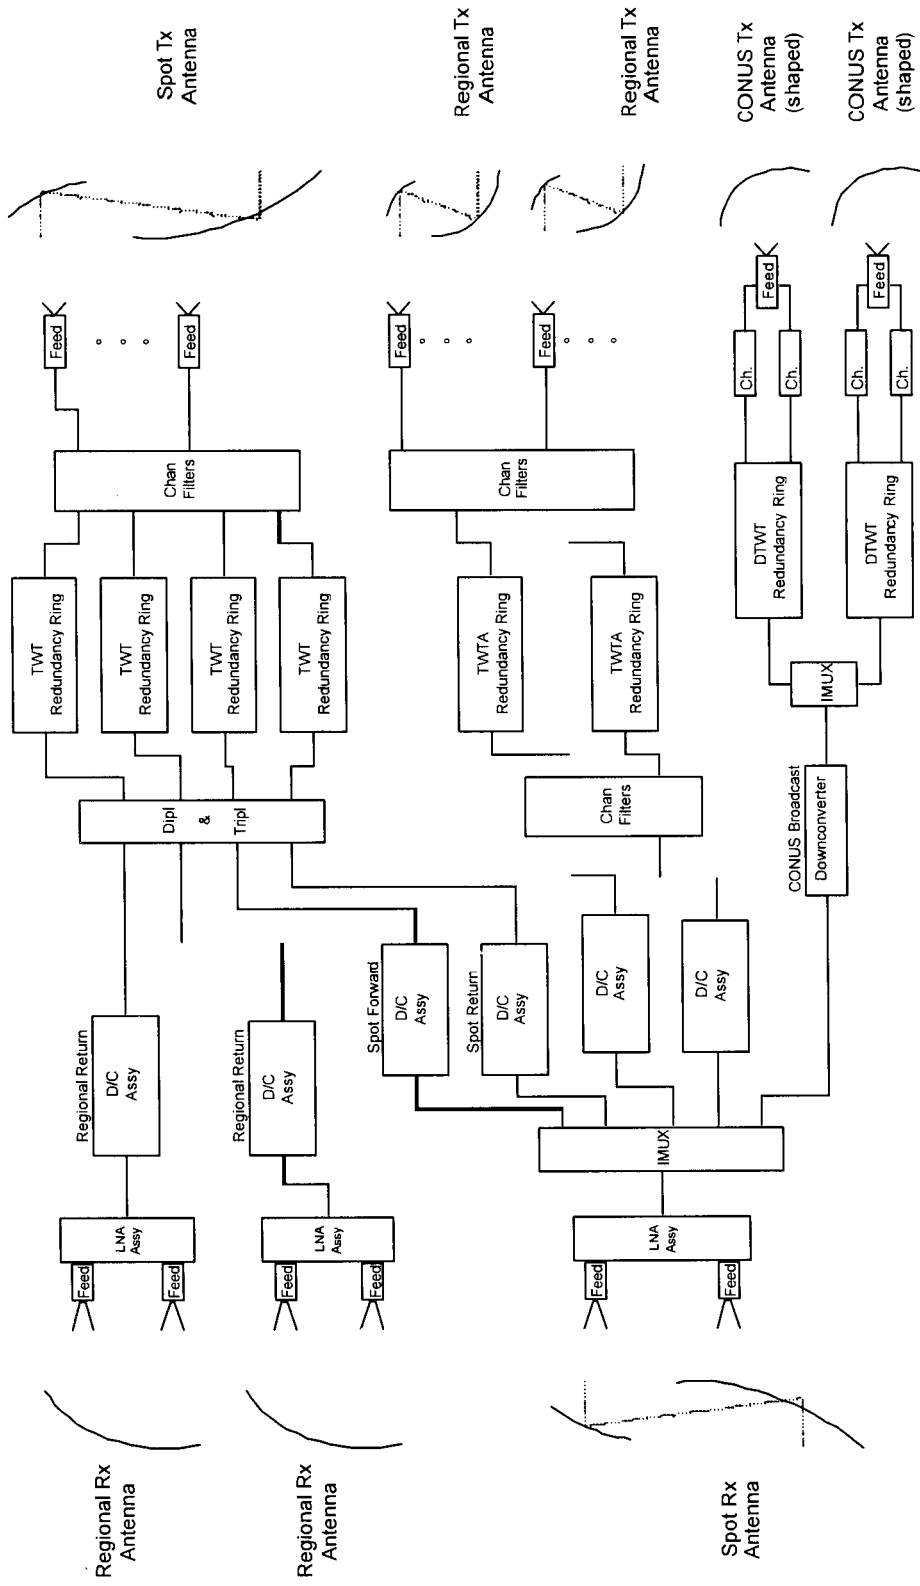 Regional Rx
Antenna
Regional Rx
Antenna
Spot Rx
Antenna
Feed
Feed
Feed
Feed
Feed
Feed
LNA
Assy
LNA
Assy
LNA
Assy
Regional Return
D/C
Assy
Regional Return
D/C
Assy
IMUX
Spot Forward
D/C
Assy
Spot Return
D/C
Assy
D/C
Assy
D/C
Assy
CONUS Broadcast
Downconverter
Dipl
&
Tripl
Chan
Filters
IMUX
TWT
Redundancy Ring
TWT
Redundancy Ring
TWT
Redundancy Ring
TWT
Redundancy Ring
TWTA
Redundancy Ring
TWTA
Redundancy Ring
DTWT
Redundancy Ring
DTWT
Redundancy Ring
Chan
Filters
Chan
Filters
Ch.
Ch.
Ch.
Ch.
Feed
Feed
Feed
Feed
Feed
Feed
Spot Tx
Antenna
Regional Tx
Antenna
Regional Tx
Antenna
CONUS Tx
Antenna
(shaped)
CONUS Tx
Antenna
(shaped)